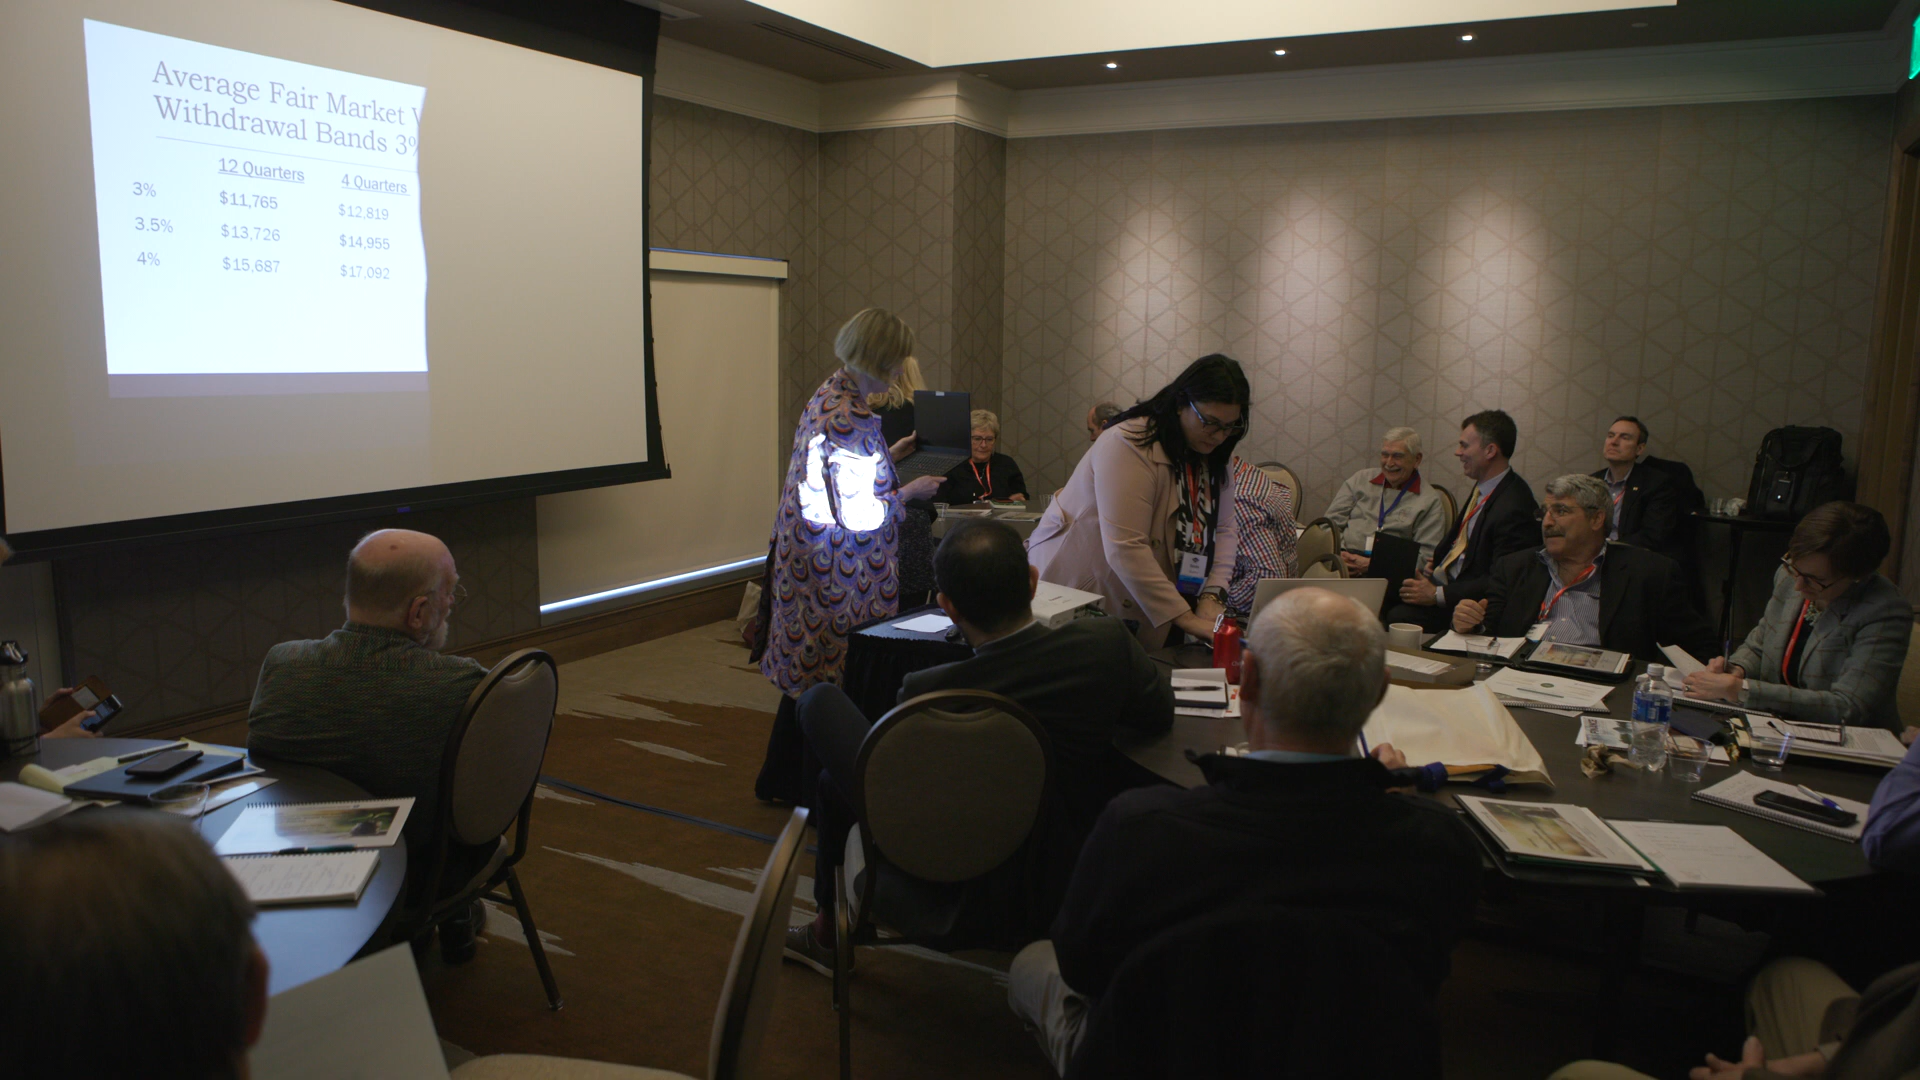 Average Fair Market V
Withdrawal Bands 3%
12 Quarters 4 Quarters
3% $11,765 $12,819
3.5% $13,726 $14,955
4% $15,687 $17,092